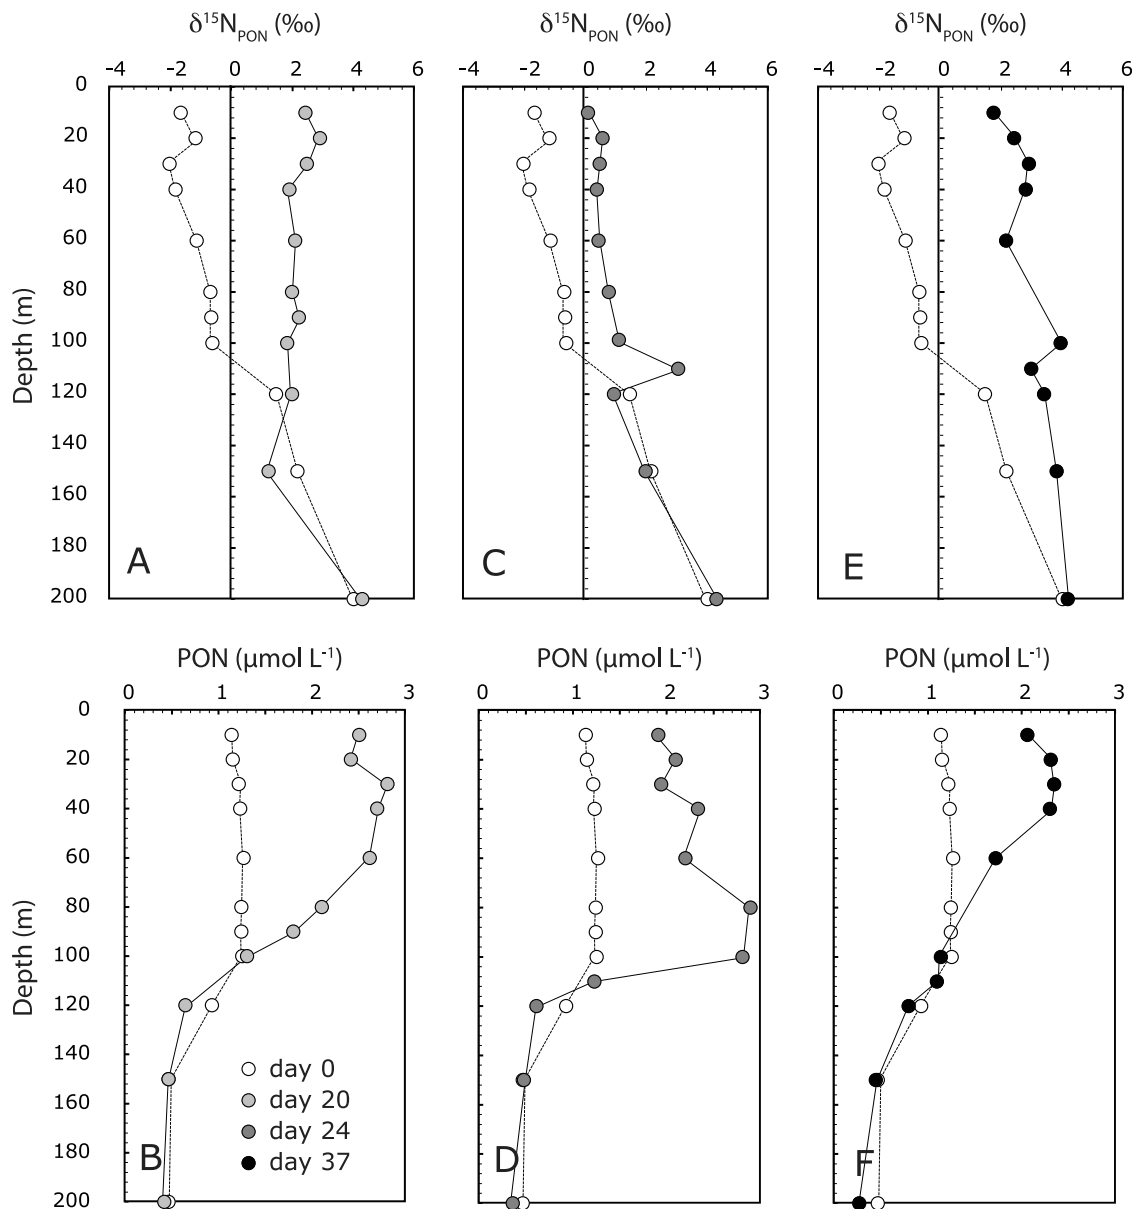 δ¹⁵N_PON (‰) δ¹⁵N_PON (‰) δ¹⁵N_PON (‰)
-4 -2 0 2 4 6 -4 -2 0 2 4 6 -4 -2 0 2 4 6
0
20
40
60
80
Depth (m)
100
120
140
160
180
A C E
200
PON (µmol L⁻¹) PON (µmol L⁻¹) PON (µmol L⁻¹)
0 1 2 3 0 1 2 3 0 1 2 3
0
20
40
60
80
Depth (m)
100
120
140
day 0
160
day 20
day 24
180
B day 37 D F
200